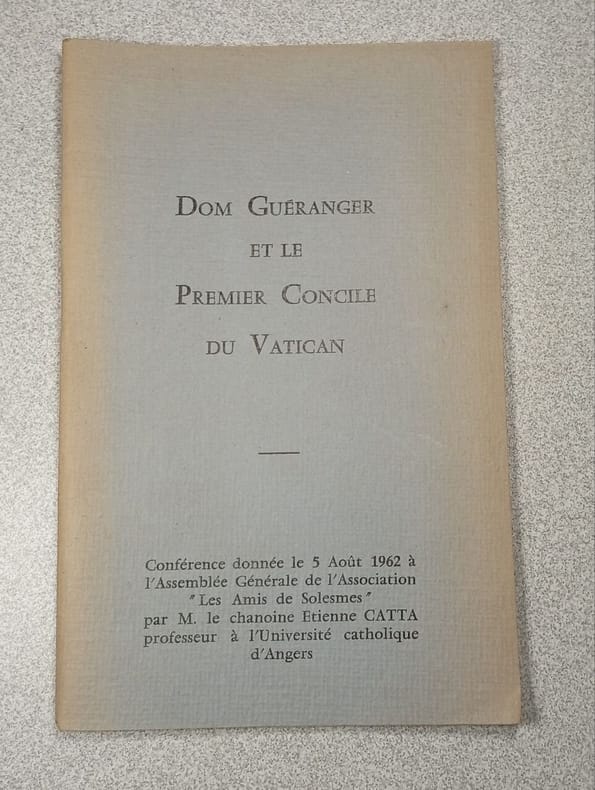 DOM GUÉRANGER
ET LE
PREMIER CONCILE
DU VATICAN
Conférence donnée le 5 Août 1962 à
l'Assemblée Générale de l'Association
"Les Amis de Solesmes"
par M. le chanoine Etienne CATTA
professeur à l'Université catholique
d'Angers